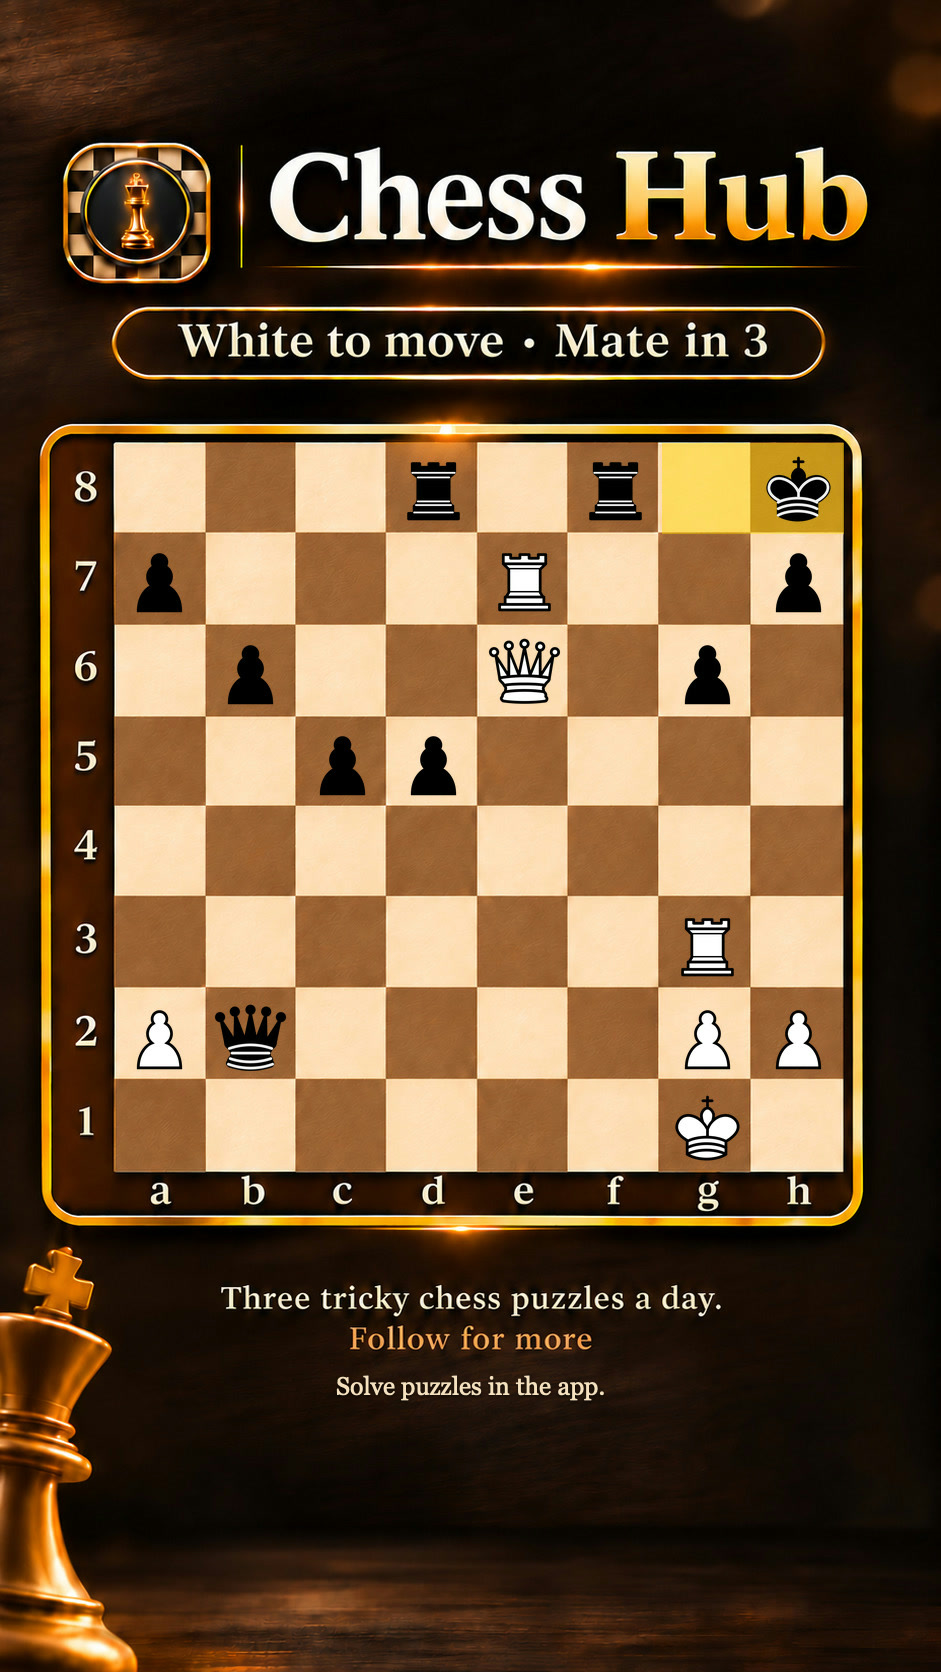 Chess Hub
White to move • Mate in 3
8
7
6
5
4
3
2
1
a b c d e f g h
Three tricky chess puzzles a day.
Follow for more
Solve puzzles in the app.